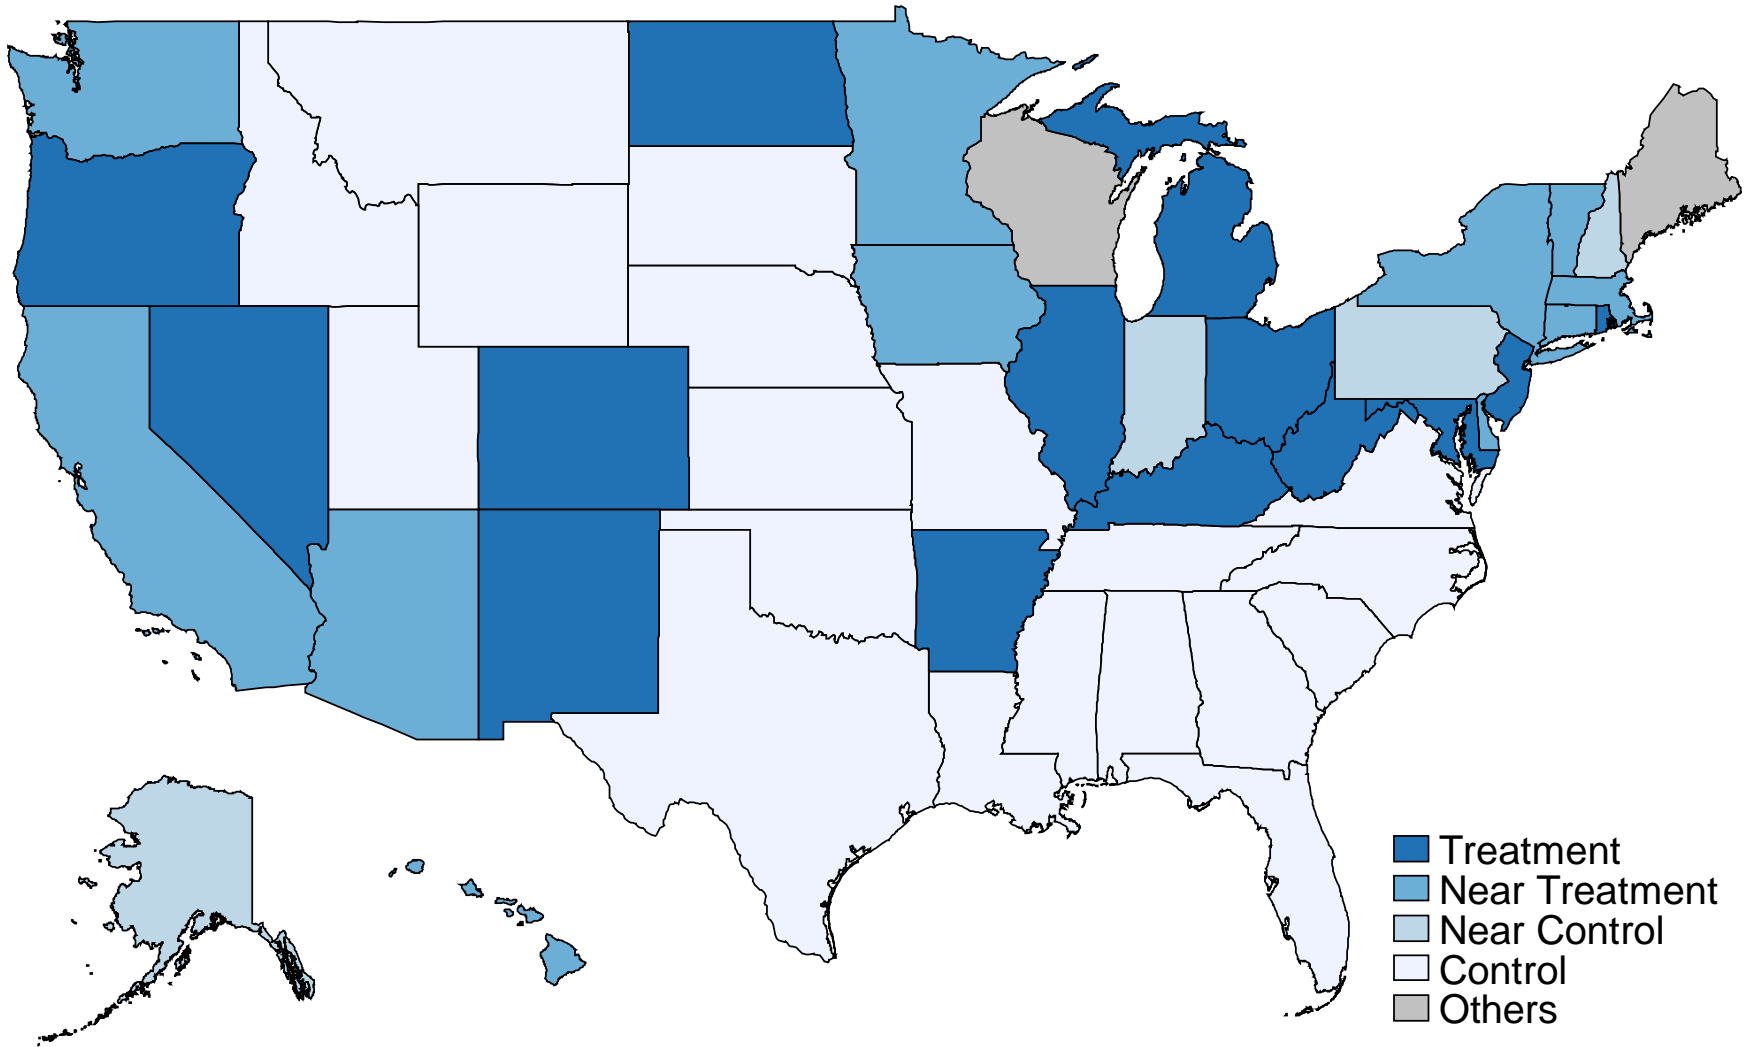 Treatment
Near Treatment
Near Control
Control
Others